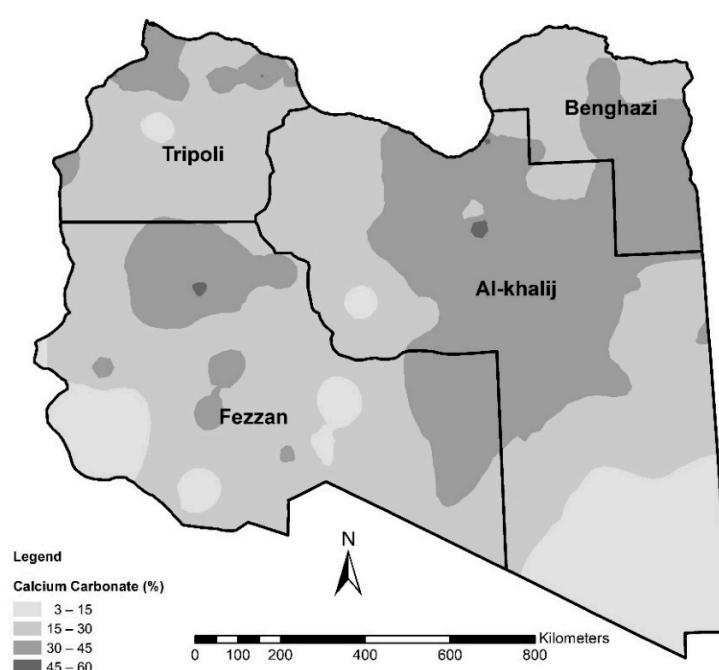 Benghazi
Tripoli
Al-khalij
Fezzan
N
Legend
Calcium Carbonate (%)
3 – 15
15 – 30
30 – 45
45 – 60
Kilometers
0 100 200 400 600 800